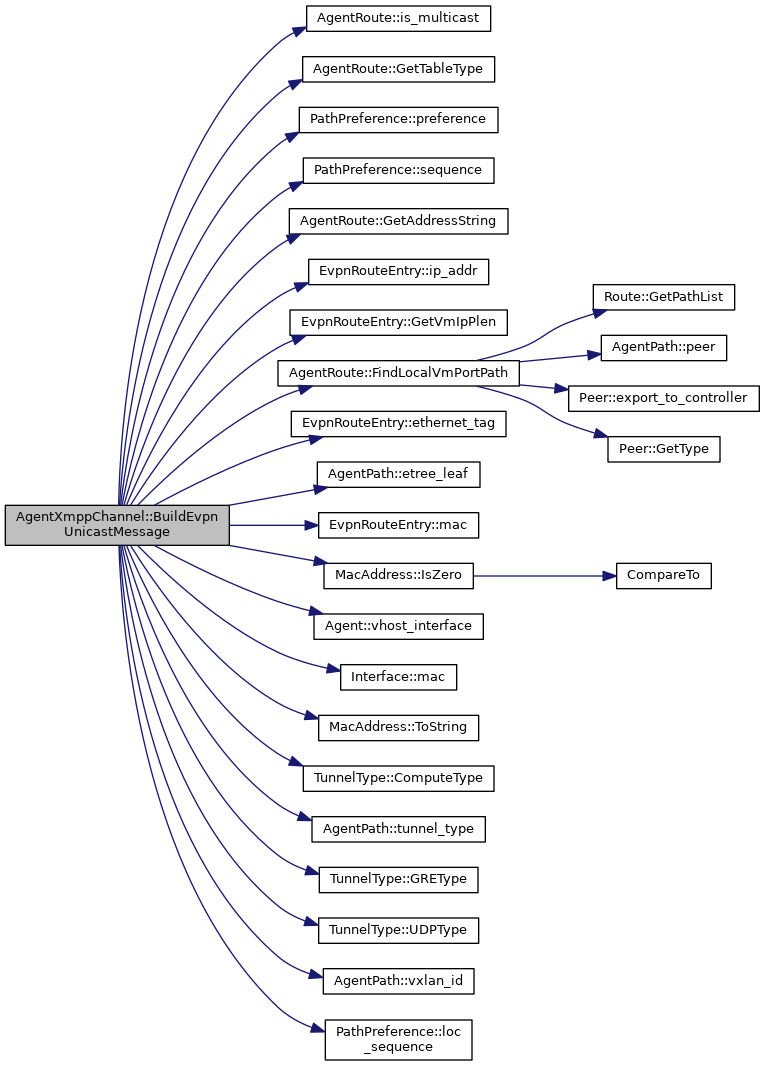 AgentRoute::is_multicast
AgentRoute::GetTableType
PathPreference::preference
PathPreference::sequence
AgentRoute::GetAddressString
EvpnRouteEntry::ip_addr
EvpnRouteEntry::GetVmIpPlen
AgentRoute::FindLocalVmPortPath
Route::GetPathList
AgentPath::peer
Peer::export_to_controller
Peer::GetType
EvpnRouteEntry::ethernet_tag
AgentPath::etree_leaf
AgentXmppChannel::BuildEvpn
UnicastMessage
EvpnRouteEntry::mac
MacAddress::IsZero
CompareTo
Agent::vhost_interface
Interface::mac
MacAddress::ToString
TunnelType::ComputeType
AgentPath::tunnel_type
TunnelType::GREType
TunnelType::UDPType
AgentPath::vxlan_id
PathPreference::loc
_sequence